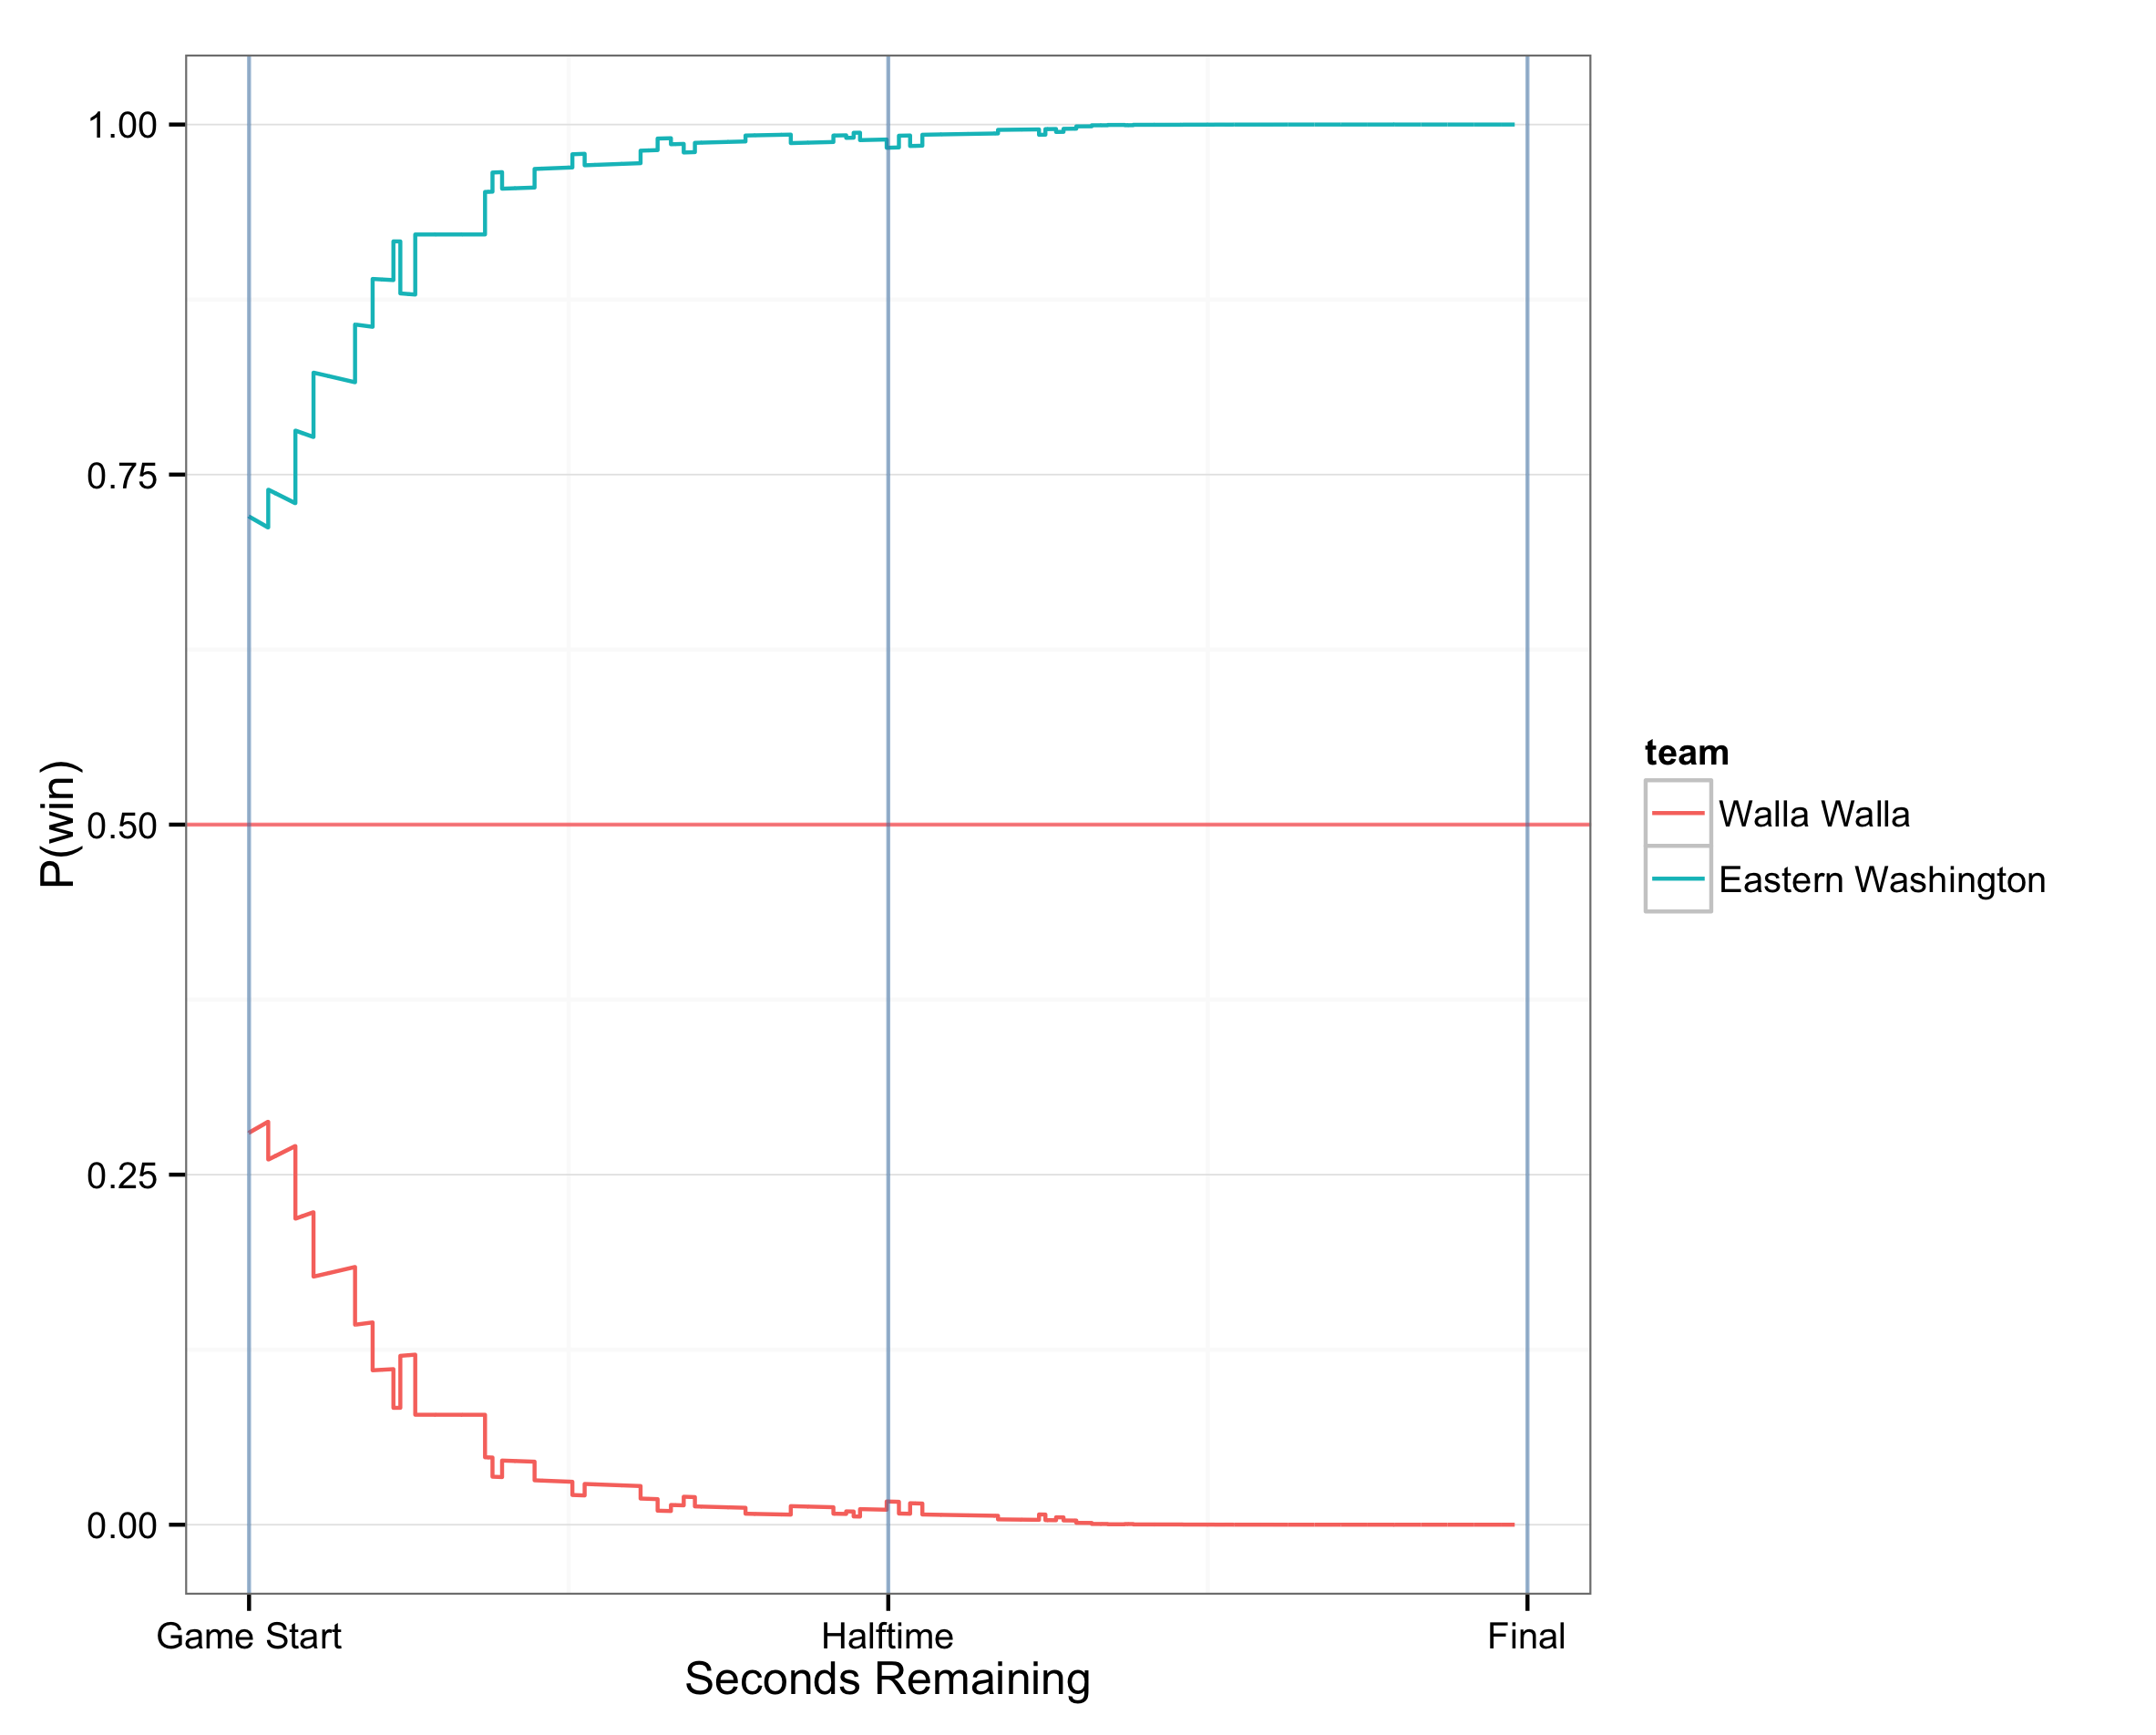 1.00
0.75
0.50
0.25
0.00
P(win)
Game Start
Halftime
Final
Seconds Remaining
team
Walla Walla
Eastern Washington